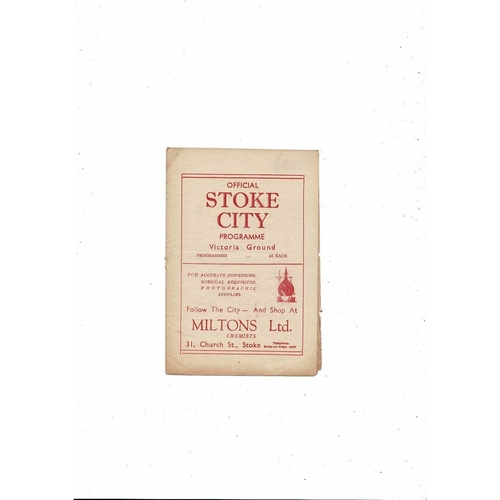 OFFICIAL
STOKE
CITY
PROGRAMME
Victoria Ground
PROGRAMMES - EACH
FOR ACCURATE DISPENSING,
SURGICAL REQUISITES,
PHOTOGRAPHIC
SUPPLIES
Follow The City — And Shop At
MILTONS Ltd.
CHEMISTS
31, Church St., Stoke
Telephone: